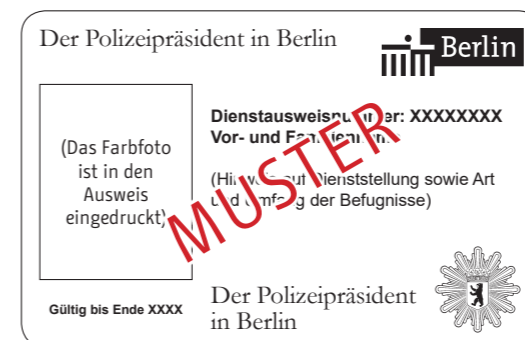 Der Polizeipräsident in Berlin
Berlin
Dienstausweisnummer: XXXXXXXX
Vor- und Familienname
(Das Farbfoto
ist in den
Ausweis
eingedruckt)
(Hinweis auf Dienststellung sowie Art
und Umfang der Befugnisse)
MUSTER
Gültig bis Ende XXXX
Der Polizeipräsident
in Berlin